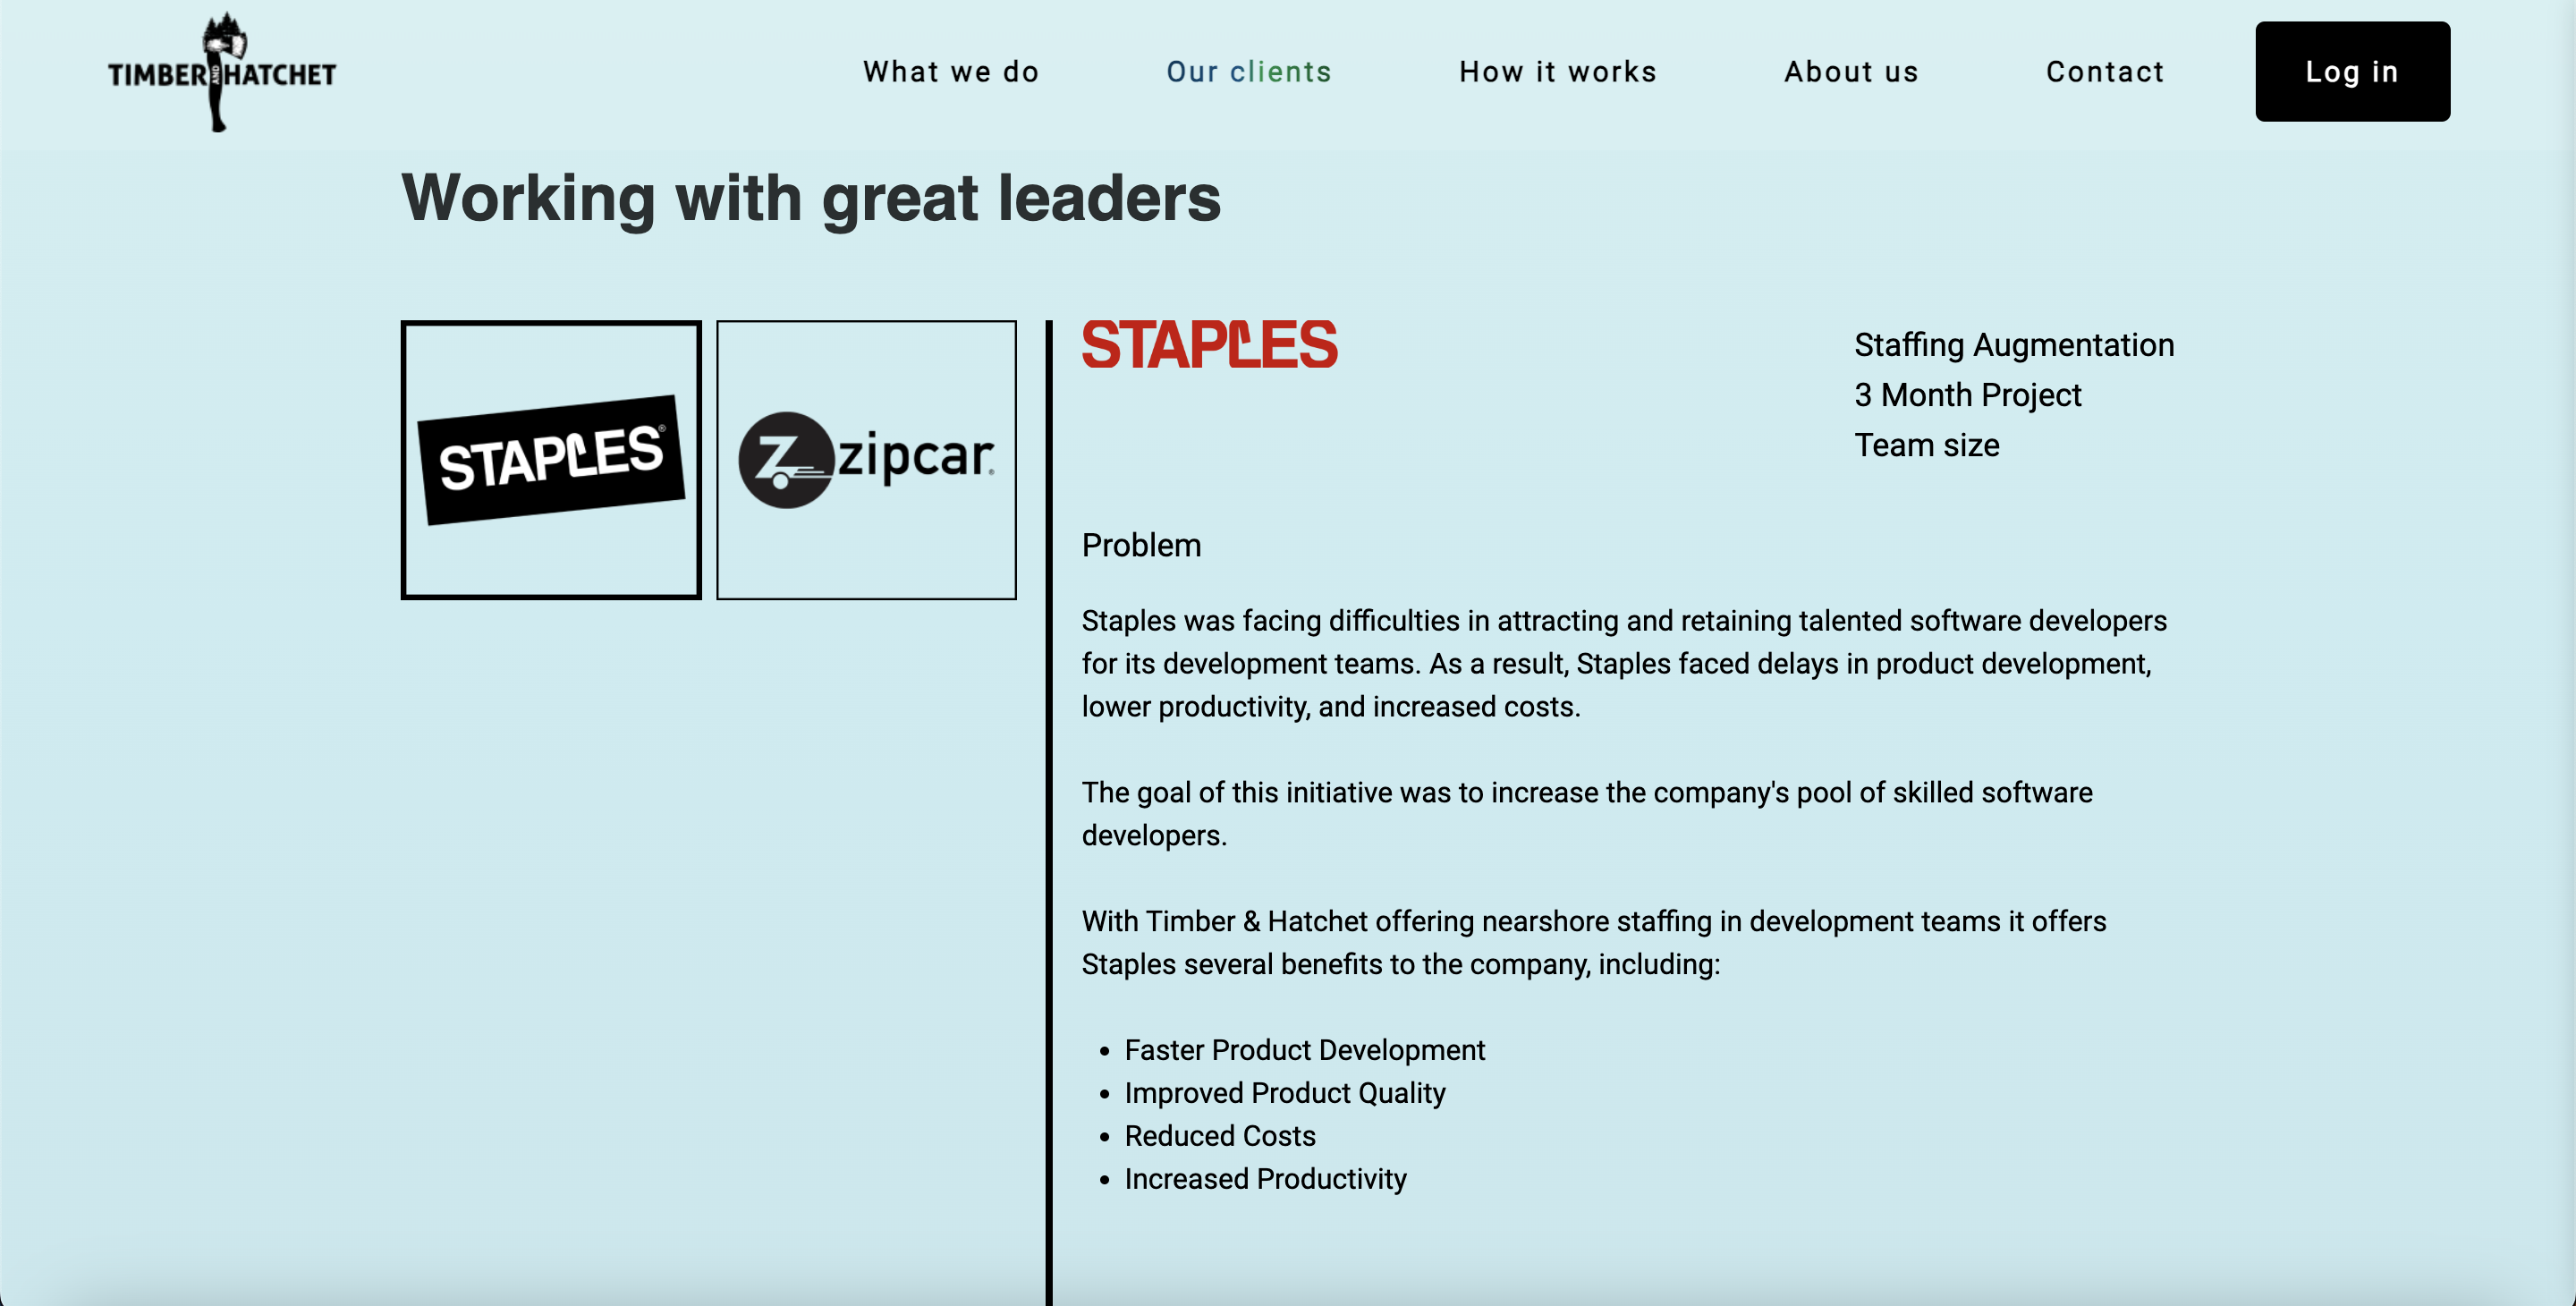 TIMBER AND HATCHET
What we do
Our clients
How it works
About us
Contact
Log in
Working with great leaders
STAPLES®
zipcar®
STAPLES
Staffing Augmentation
3 Month Project
Team size
Problem
Staples was facing difficulties in attracting and retaining talented software developers
for its development teams. As a result, Staples faced delays in product development,
lower productivity, and increased costs.
The goal of this initiative was to increase the company's pool of skilled software
developers.
With Timber & Hatchet offering nearshore staffing in development teams it offers
Staples several benefits to the company, including:
• Faster Product Development
• Improved Product Quality
• Reduced Costs
• Increased Productivity